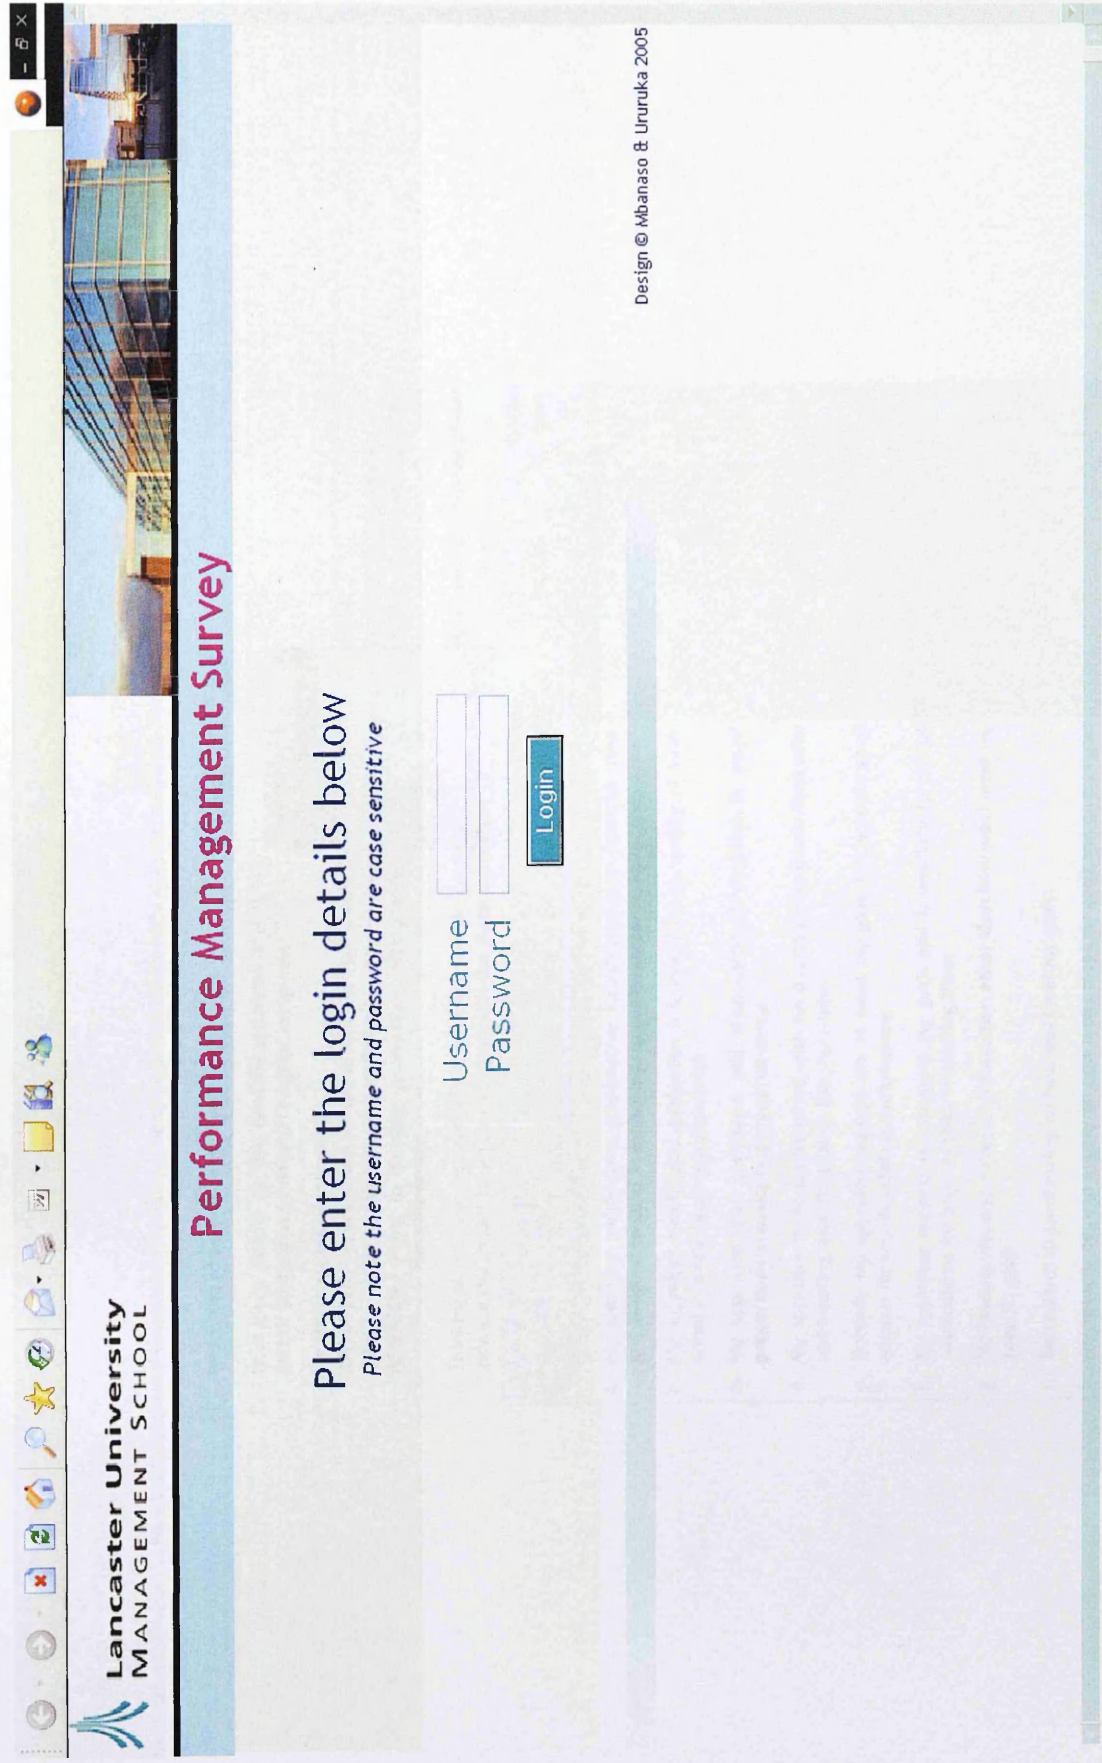 Lancaster University
MANAGEMENT SCHOOL
Performance Management Survey
Please enter the login details below
Please note the username and password are case sensitive
Username
Password
Login
Design © Mbanaso & Ururuka 2005